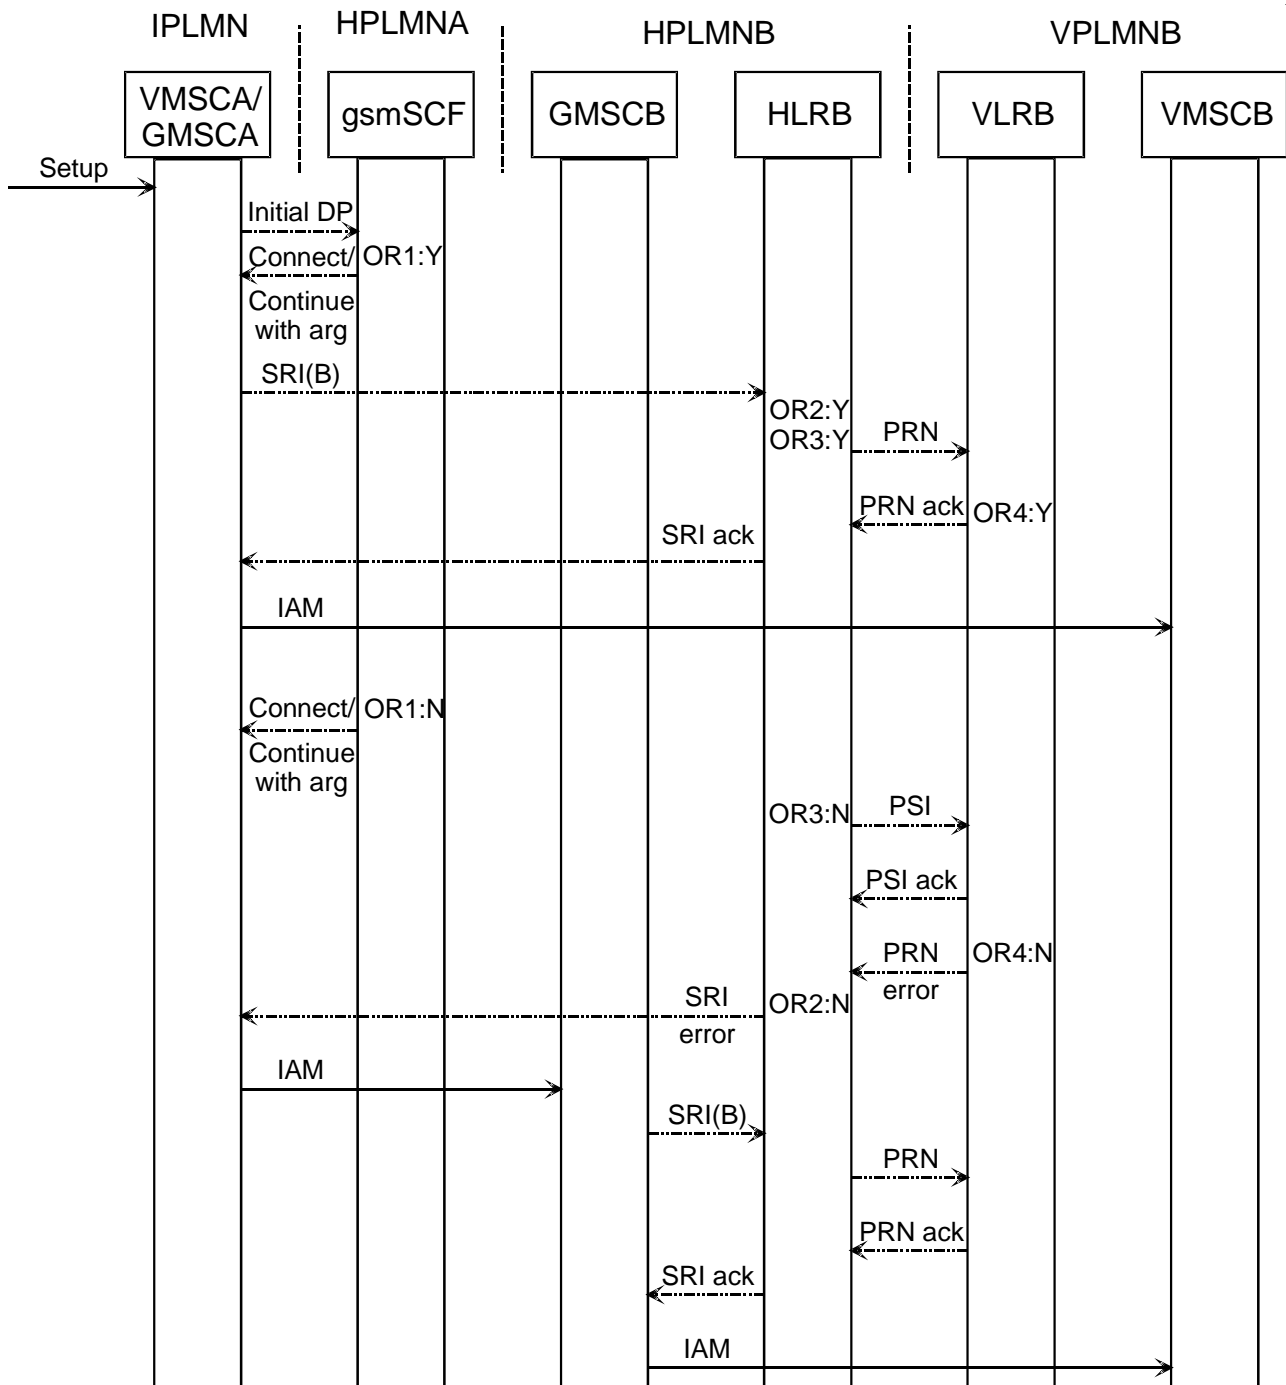 IPLMN
HPLMNA
HPLMNB
VPLMNB
VMSCA/
GMSCA
gsmSCF
GMSCB
HLRB
VLRB
VMSCB
Setup
Initial DP
Connect/
OR1:Y
Continue
with arg
SRI(B)
OR2:Y
OR3:Y
PRN
PRN ack
OR4:Y
SRI ack
IAM
Connect/
OR1:N
Continue
with arg
OR3:N
PSI
PSI ack
PRN
error
OR4:N
SRI
error
OR2:N
IAM
SRI(B)
PRN
PRN ack
SRI ack
IAM